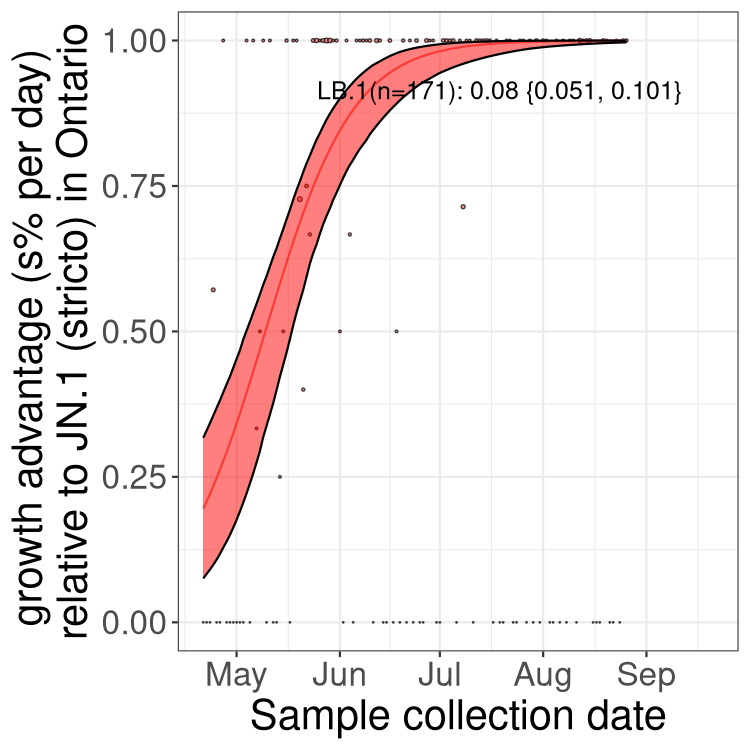 growth advantage (s% per day)
relative to JN.1 (stricto) in Ontario
1.00
0.75
0.50
0.25
0.00
LB.1(n=171): 0.08 {0.051, 0.101}
May Jun Jul Aug Sep
Sample collection date